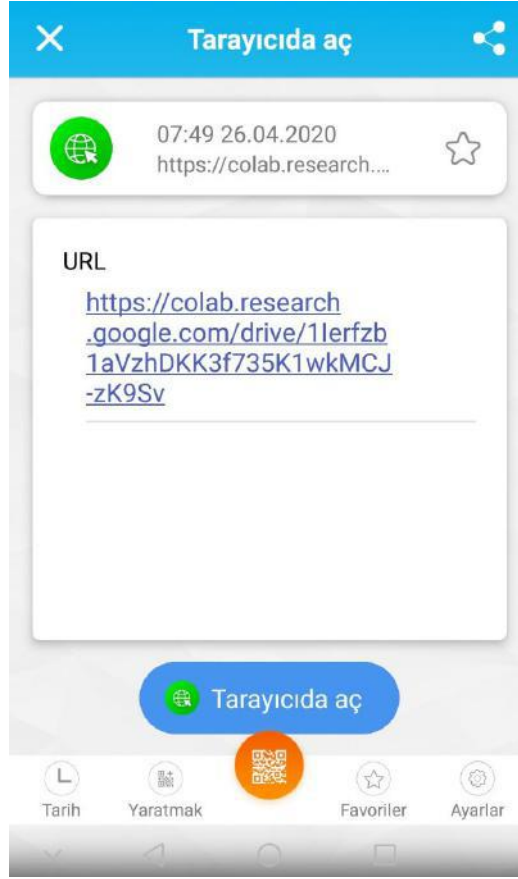 Tarayıcıda aç
07:49 26.04.2020
https://colab.research....
URL
https://colab.research
.google.com/drive/1lerfzb
1aVzhDKK3f735K1wkMCJ
-zK9Sv
Tarayıcıda aç
Tarih
Yaratmak
Favoriler
Ayarlar